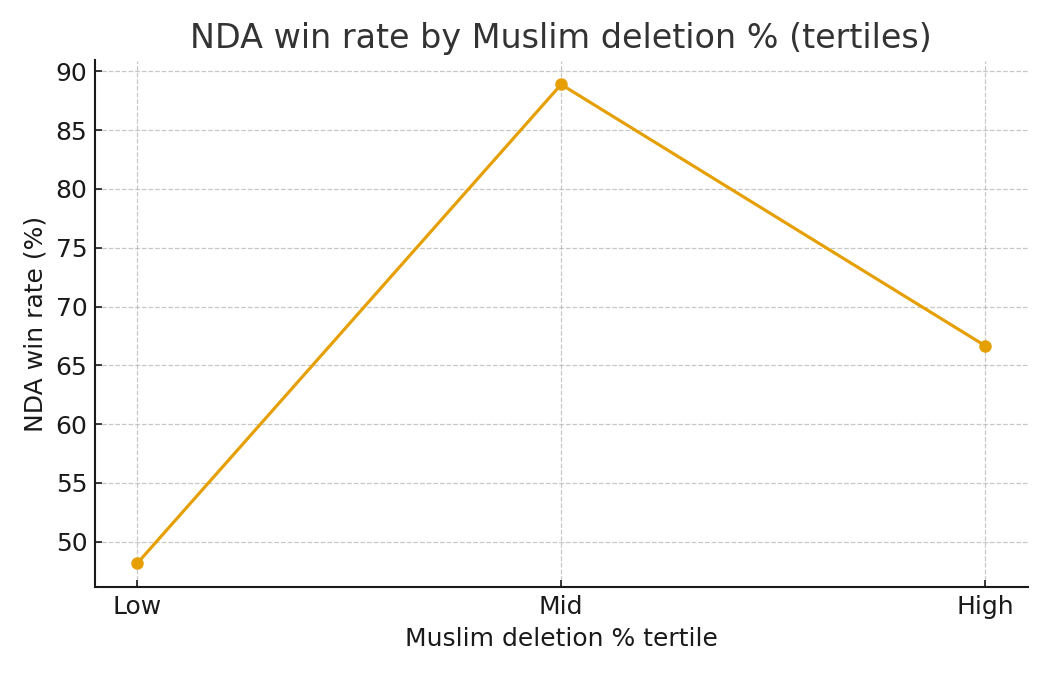 NDA win rate by Muslim deletion % (tertiles)
NDA win rate (%)
90
85
80
75
70
65
60
55
50
Low Mid High
Muslim deletion % tertile